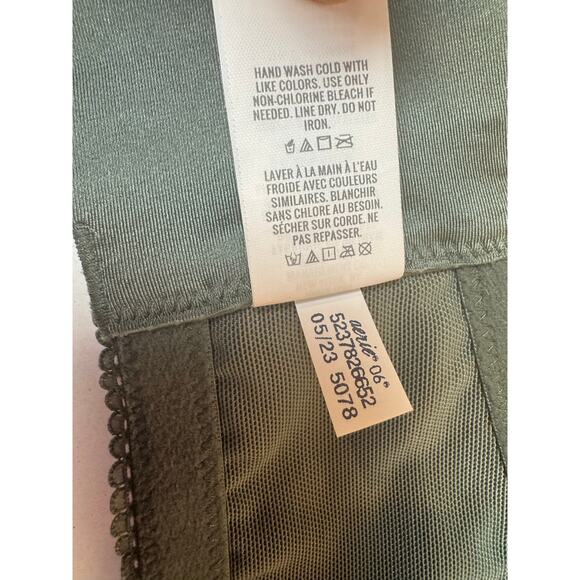 HAND WASH COLD WITH
LIKE COLORS. USE ONLY
NON-CHLORINE BLEACH IF
NEEDED. LINE DRY. DO NOT
IRON.
LAVER À LA MAIN À L'EAU
FROIDE AVEC COULEURS
SIMILAIRES. BLANCHIR
SANS CHLORE AU BESOIN.
SÉCHER SUR CORDE. NE
PAS REPASSER.
aerie® 06®
5237826652
05/23 5078